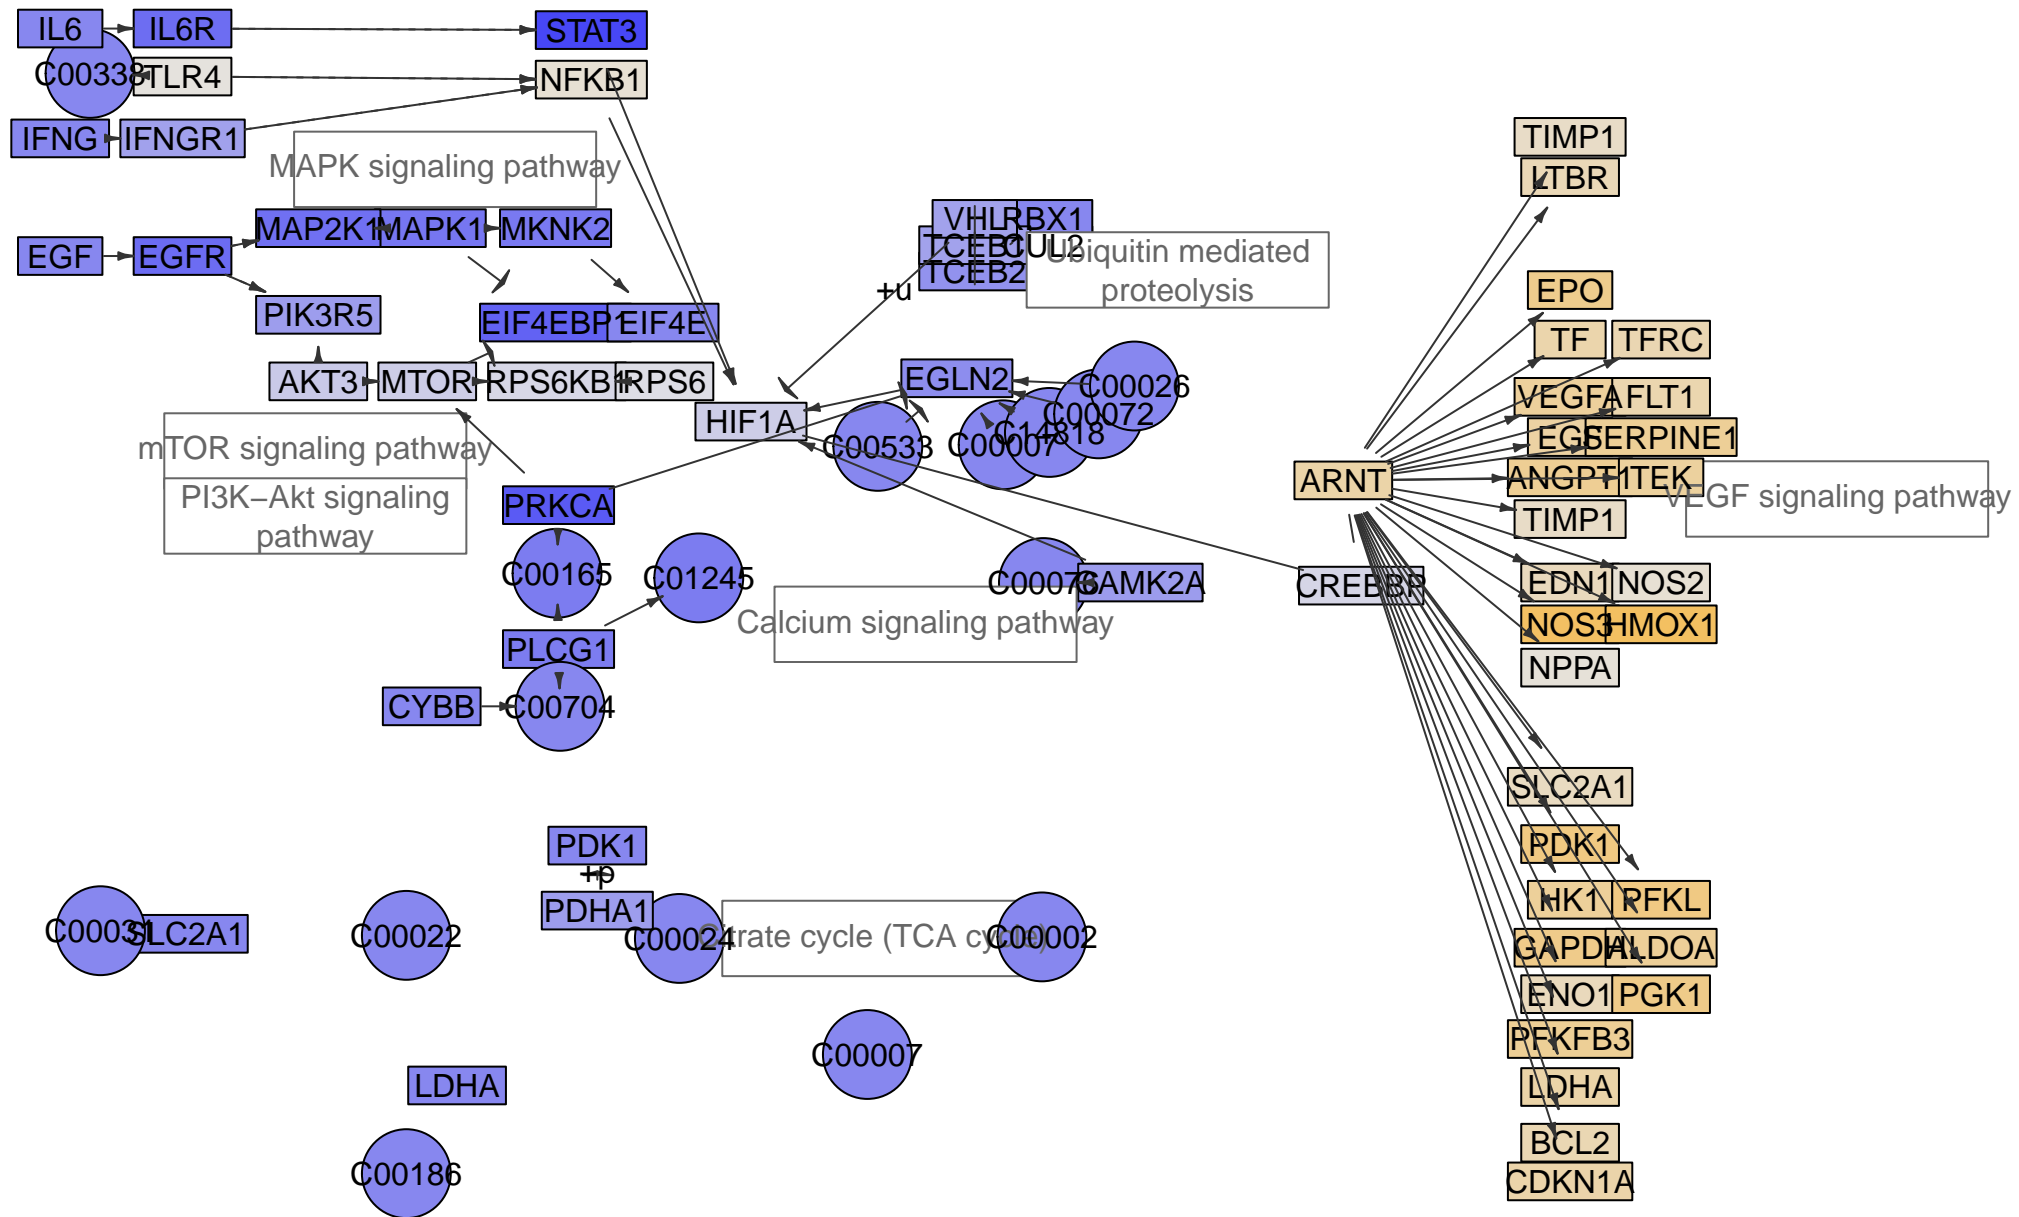 IL6
IL6R
STAT3
C00338
TLR4
NFKB1
IFNG
IFNGR1
MAPK signaling pathway
TIMP1
LTBR
MAP2K1
MAPK1
MKNK2
VHL
RBX1
TCEB1
CUL2
TCEB2
Ubiquitin mediated
proteolysis
+u
EGF
EGFR
PIK3R5
EIF4EBP1
EIF4E
EPO
TF
TFRC
AKT3
MTOR
RPS6KB1
RPS6
EGLN2
C00026
C00072
C14818
C00007
C00533
HIF1A
VEGFA
FLT1
EGF
SERPINE1
mTOR signaling pathway
PI3K–Akt signaling
pathway
ARNT
ANGPT1
TEK
VEGF signaling pathway
PRKCA
TIMP1
C00165
C01245
C00076
CAMK2A
CREBBP
EDN1
NOS2
Calcium signaling pathway
NOS3
HMOX1
PLCG1
NPPA
CYBB
C00704
SLC2A1
PDK1
+p
PDHA1
PDK1
HK1
PFKL
C00031
SLC2A1
C00022
C00024
Citrate cycle (TCA cycle)
C00002
GAPDH
ALDOA
ENO1
PGK1
C00007
PFKFB3
LDHA
LDHA
BCL2
C00186
CDKN1A